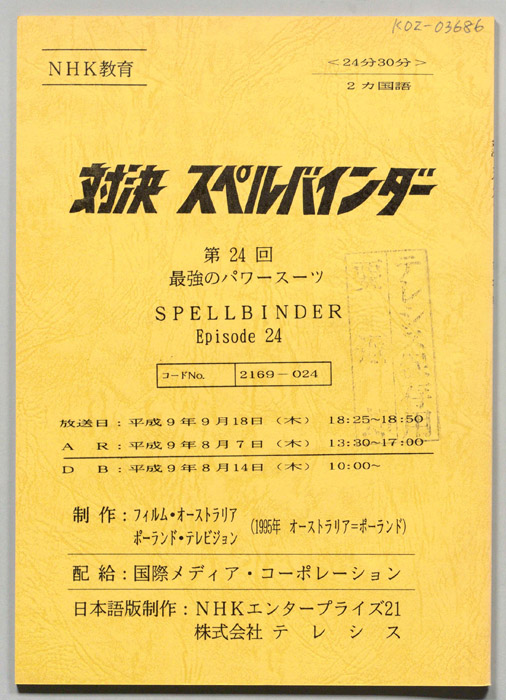 KOZ-03686
NHK教育
＜24分30分＞
2カ国語
対決 スペルバインダー
第 24 回
最強のパワースーツ
SPELLBINDER
Episode 24
コードNo. 2169－024
放送日：平成9年9月18日（木） 18:25～18:50
A R：平成9年8月7日（木） 13:30～17:00
D B：平成9年8月14日（木） 10:00～
制 作：フィルム・オーストラリア
ポーランド・テレビジョン
（1995年 オーストラリア＝ポーランド）
配 給：国際メディア・コーポレーション
日本語版制作：NHKエンタープライズ21
株式会社 テ レ シ ス